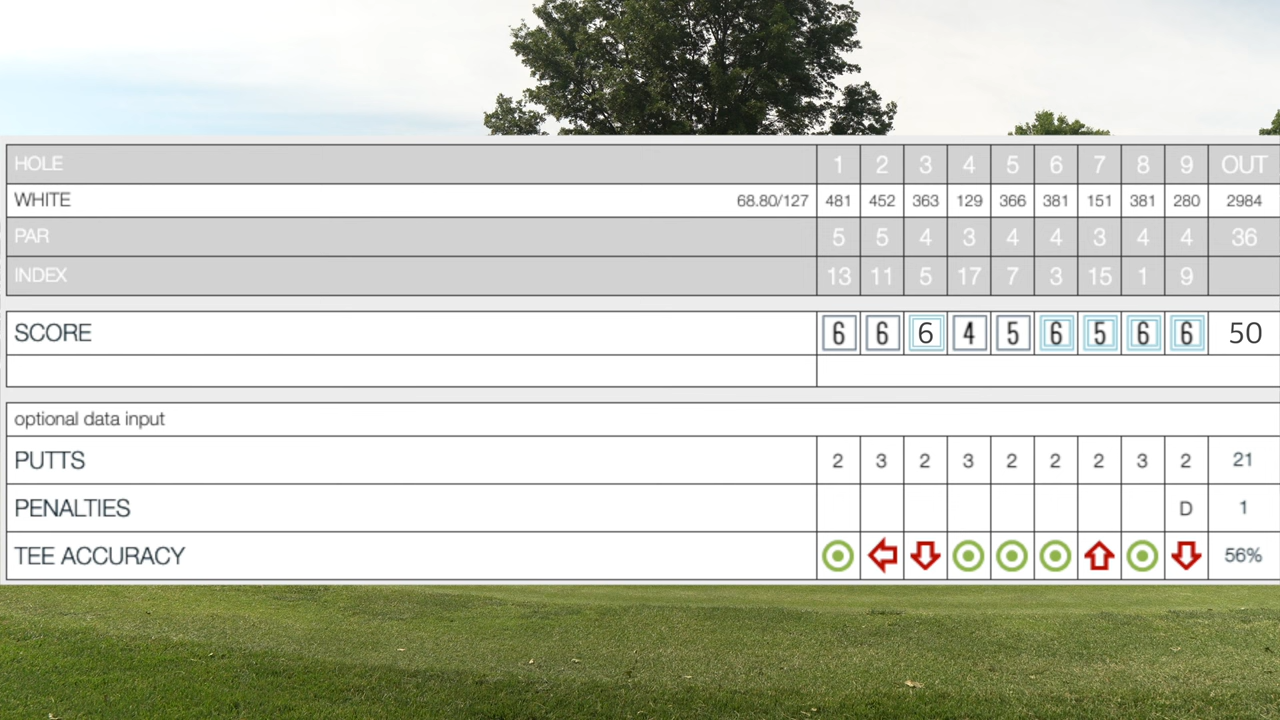 HOLE 1 2 3 4 5 6 7 8 9 OUT
WHITE 68.80/127 481 452 363 129 366 381 151 381 280 2984
PAR 5 5 4 3 4 4 3 4 4 36
INDEX 13 11 5 17 7 3 15 1 9
SCORE 6 6 6 4 5 6 5 6 6 50
optional data input
PUTTS 2 3 2 3 2 2 2 3 2 21
PENALTIES D 1
TEE ACCURACY 56%